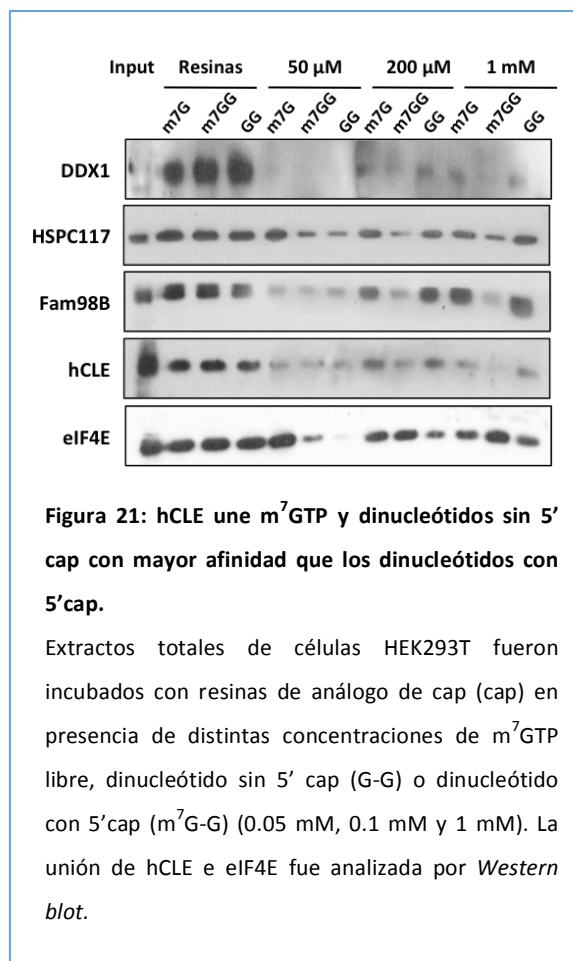 Input Resinas 50 µM 200 µM 1 mM
m7G m7GG GG m7G m7GG GG m7G m7GG GG m7G m7GG GG
DDX1
HSPC117
Fam98B
hCLE
eIF4E
Figura 21: hCLE une m⁷GTP y dinucleótidos sin 5’
cap con mayor afinidad que los dinucleótidos con
5’cap.
Extractos totales de células HEK293T fueron
incubados con resinas de análogo de cap (cap) en
presencia de distintas concentraciones de m⁷GTP
libre, dinucleótido sin 5’ cap (G-G) o dinucleótido
con 5’cap (m⁷G-G) (0.05 mM, 0.1 mM y 1 mM). La
unión de hCLE e eIF4E fue analizada por Western
blot.